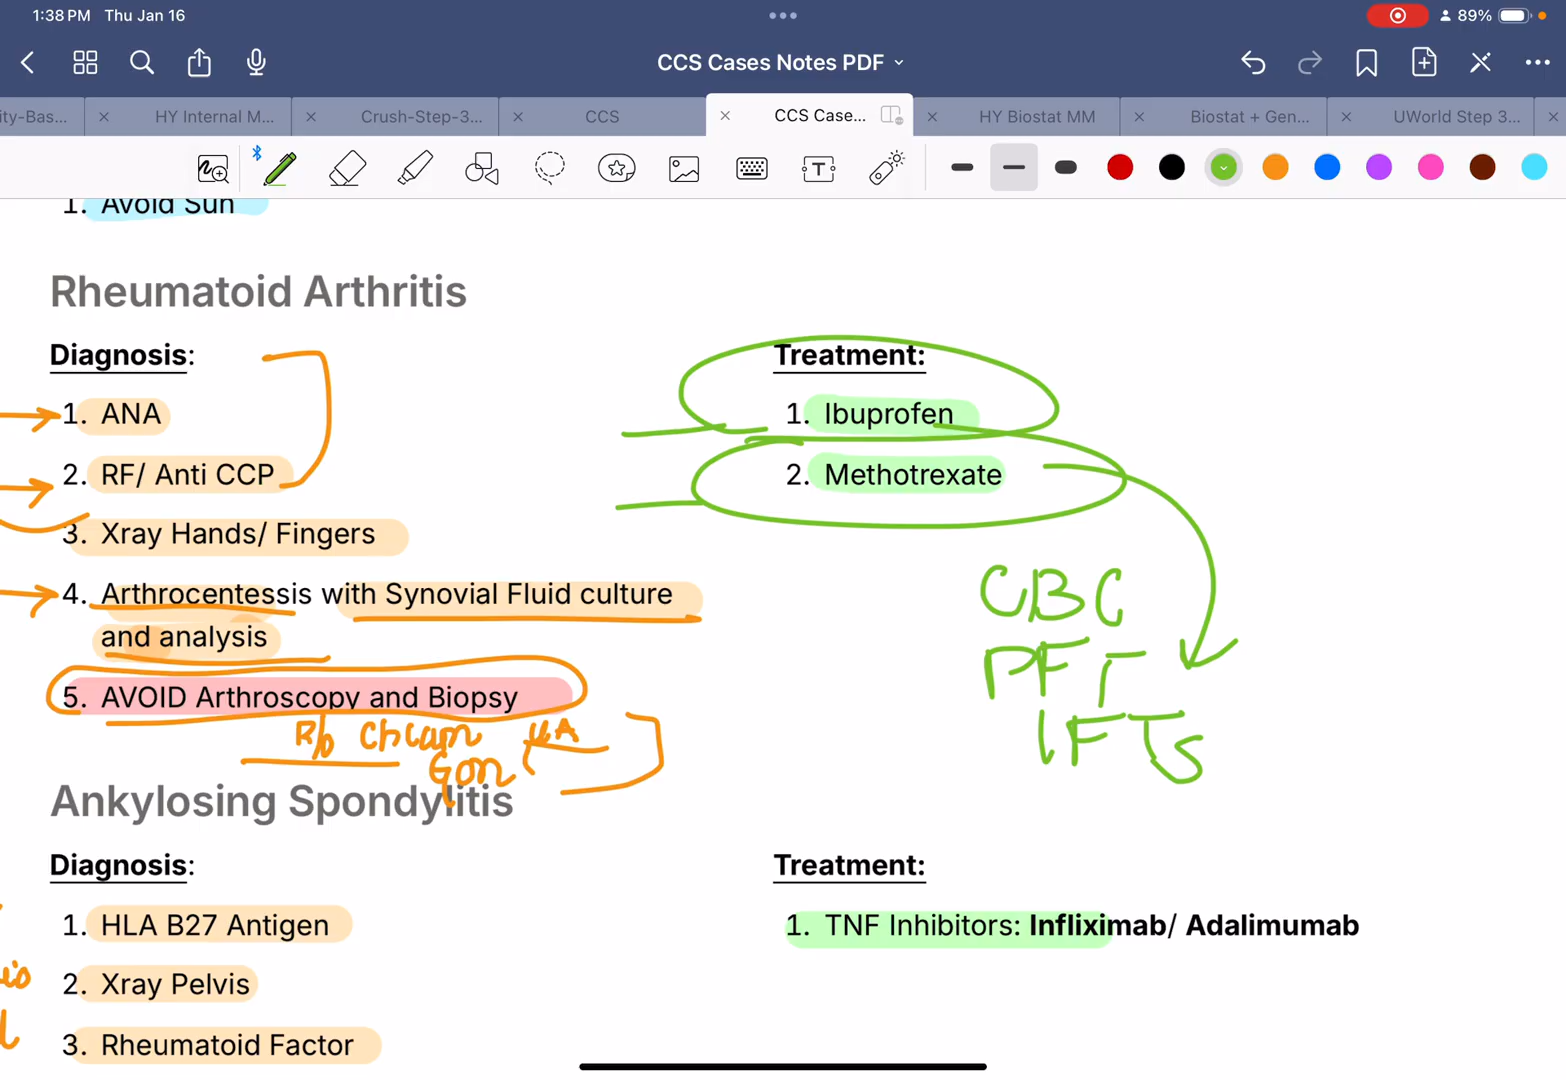 1:38 PM Thu Jan 16
89%
CCS Cases Notes PDF
ity-Bas...
HY Internal M...
Crush-Step-3...
CCS
CCS Case...
HY Biostat MM
Biostat + Gen...
UWorld Step 3...
1. Avoid Sun
Rheumatoid Arthritis
Diagnosis:
1. ANA
2. RF/ Anti CCP
3. Xray Hands/ Fingers
4. Arthrocentessis with Synovial Fluid culture
and analysis
5. AVOID Arthroscopy and Biopsy
R/o
Gon
Treatment:
1. Ibuprofen
2. Methotrexate
CBC
PFT
LFTs
Ankylosing Spondylitis
Diagnosis:
1. HLA B27 Antigen
2. Xray Pelvis
3. Rheumatoid Factor
Treatment:
1. TNF Inhibitors: Infliximab/ Adalimumab